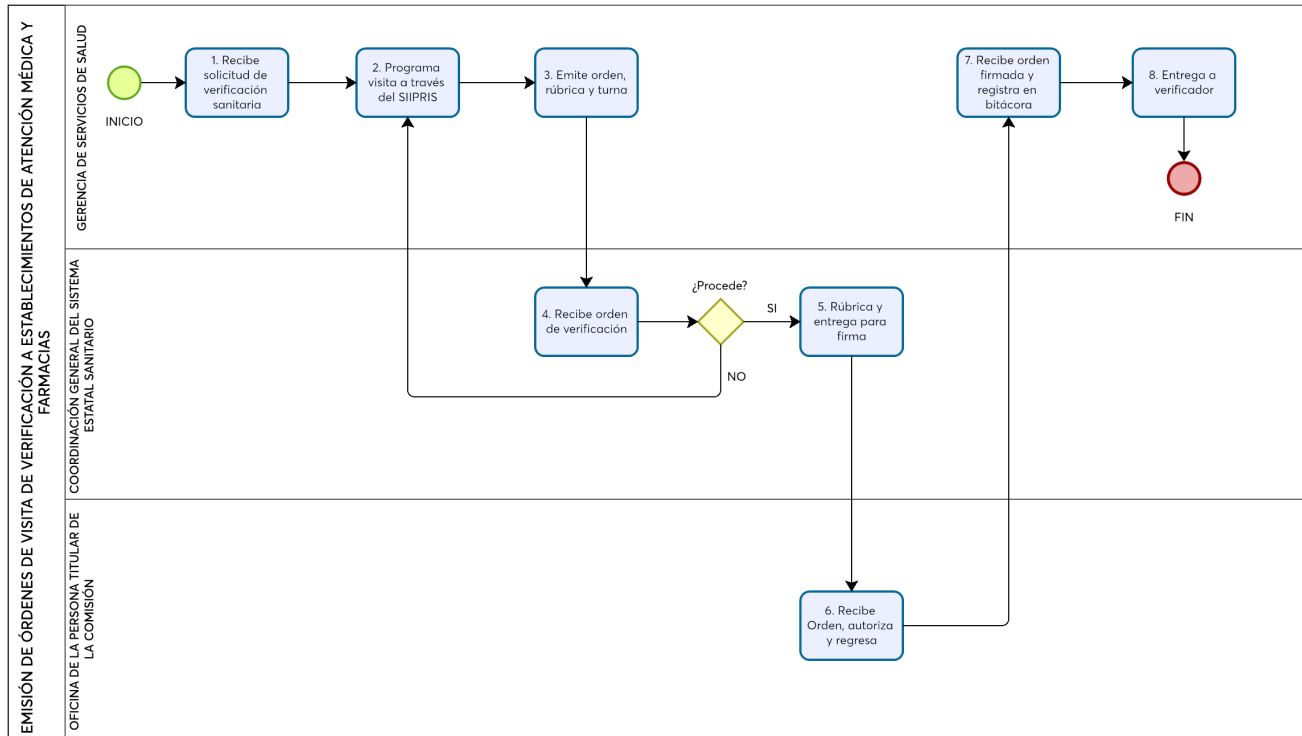 EMISIÓN DE ÓRDENES DE VISITA DE VERIFICACIÓN A ESTABLECIMIENTOS DE ATENCIÓN MÉDICA Y
FARMACIAS
GERENCIA DE SERVICIOS DE SALUD
INICIO
1. Recibe
solicitud de
verificación
sanitaria
2. Programa
visita a través
del SIIPRIS
3. Emite orden,
rúbrica y turna
7. Recibe orden
firmada y
registra en
bitácora
8. Entrega a
verificador
FIN
COORDINACIÓN GENERAL DEL SISTEMA
ESTATAL SANITARIO
4. Recibe orden
de verificación
¿Procede?
SI
NO
5. Rúbrica y
entrega para
firma
OFICINA DE LA PERSONA TITULAR DE
LA COMISIÓN
6. Recibe
Orden, autoriza
y regresa